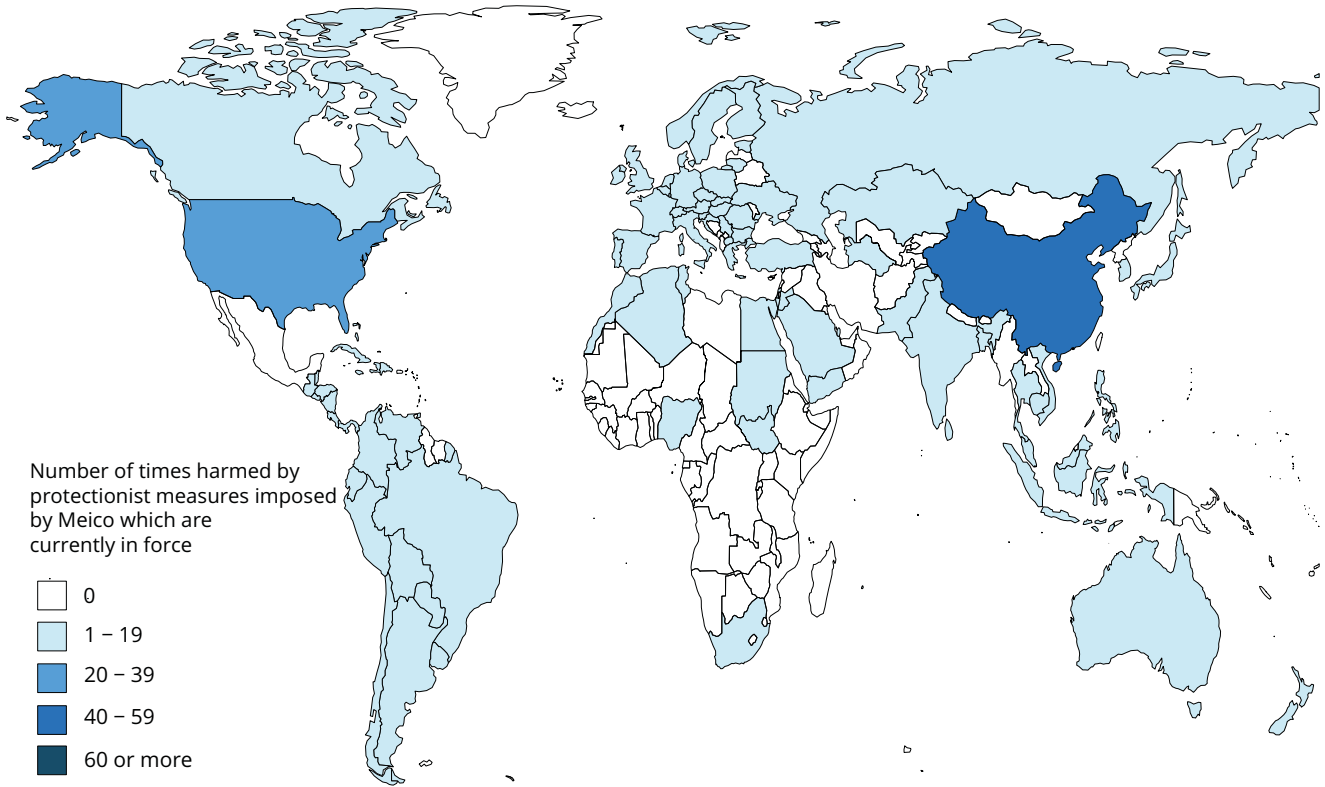 Number of times harmed by
protectionist measures imposed
by Meico which are
currently in force
0
1 – 19
20 – 39
40 – 59
60 or more